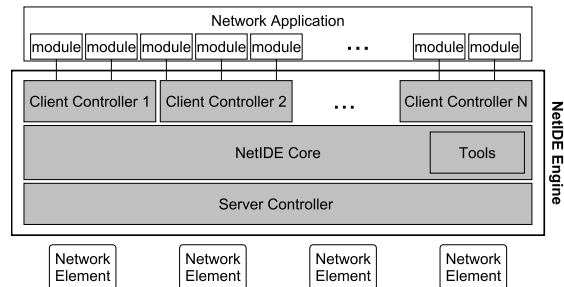 Network Application
module module module module module ... module module
Client Controller 1 Client Controller 2 ... Client Controller N
NetIDE Core
Tools
Server Controller
NetIDE Engine
Network Element
Network Element
Network Element
Network Element